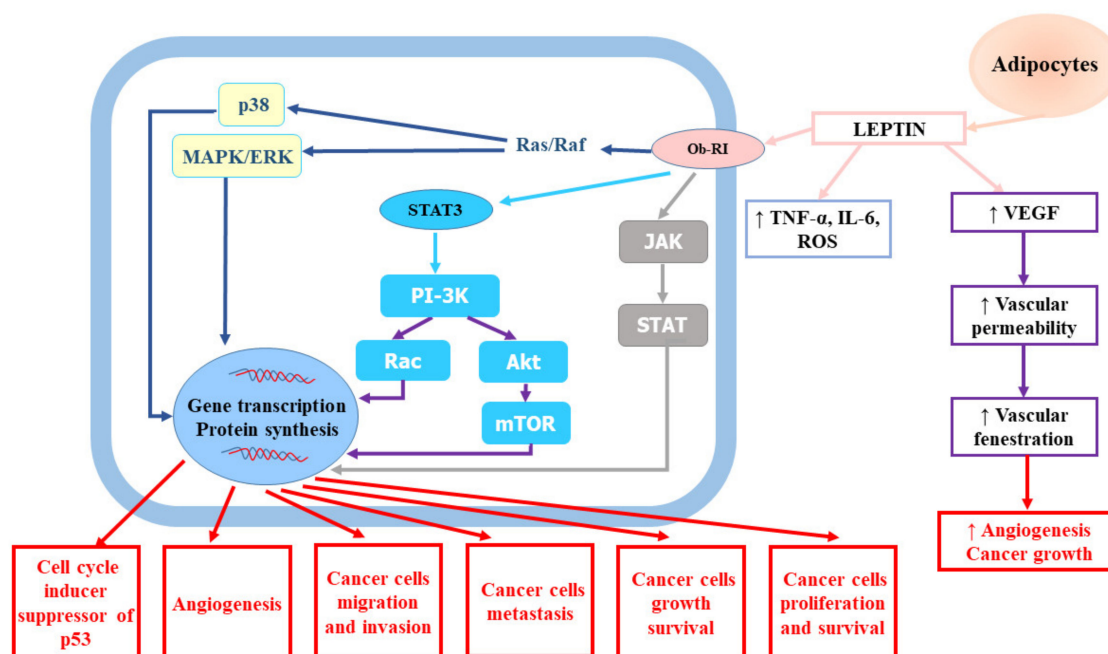 Adipocytes
LEPTIN
Ob-RI
p38
MAPK/ERK
Ras/Raf
STAT3
JAK
PI-3K
STAT
Rac
Akt
mTOR
Gene transcription
Protein synthesis
↑ TNF-α, IL-6,
ROS
↑ VEGF
↑ Vascular
permeability
↑ Vascular
fenestration
↑ Angiogenesis
Cancer growth
Cell cycle
inducer
suppressor of
p53
Angiogenesis
Cancer cells
migration
and invasion
Cancer cells
metastasis
Cancer cells
growth
survival
Cancer cells
proliferation
and survival